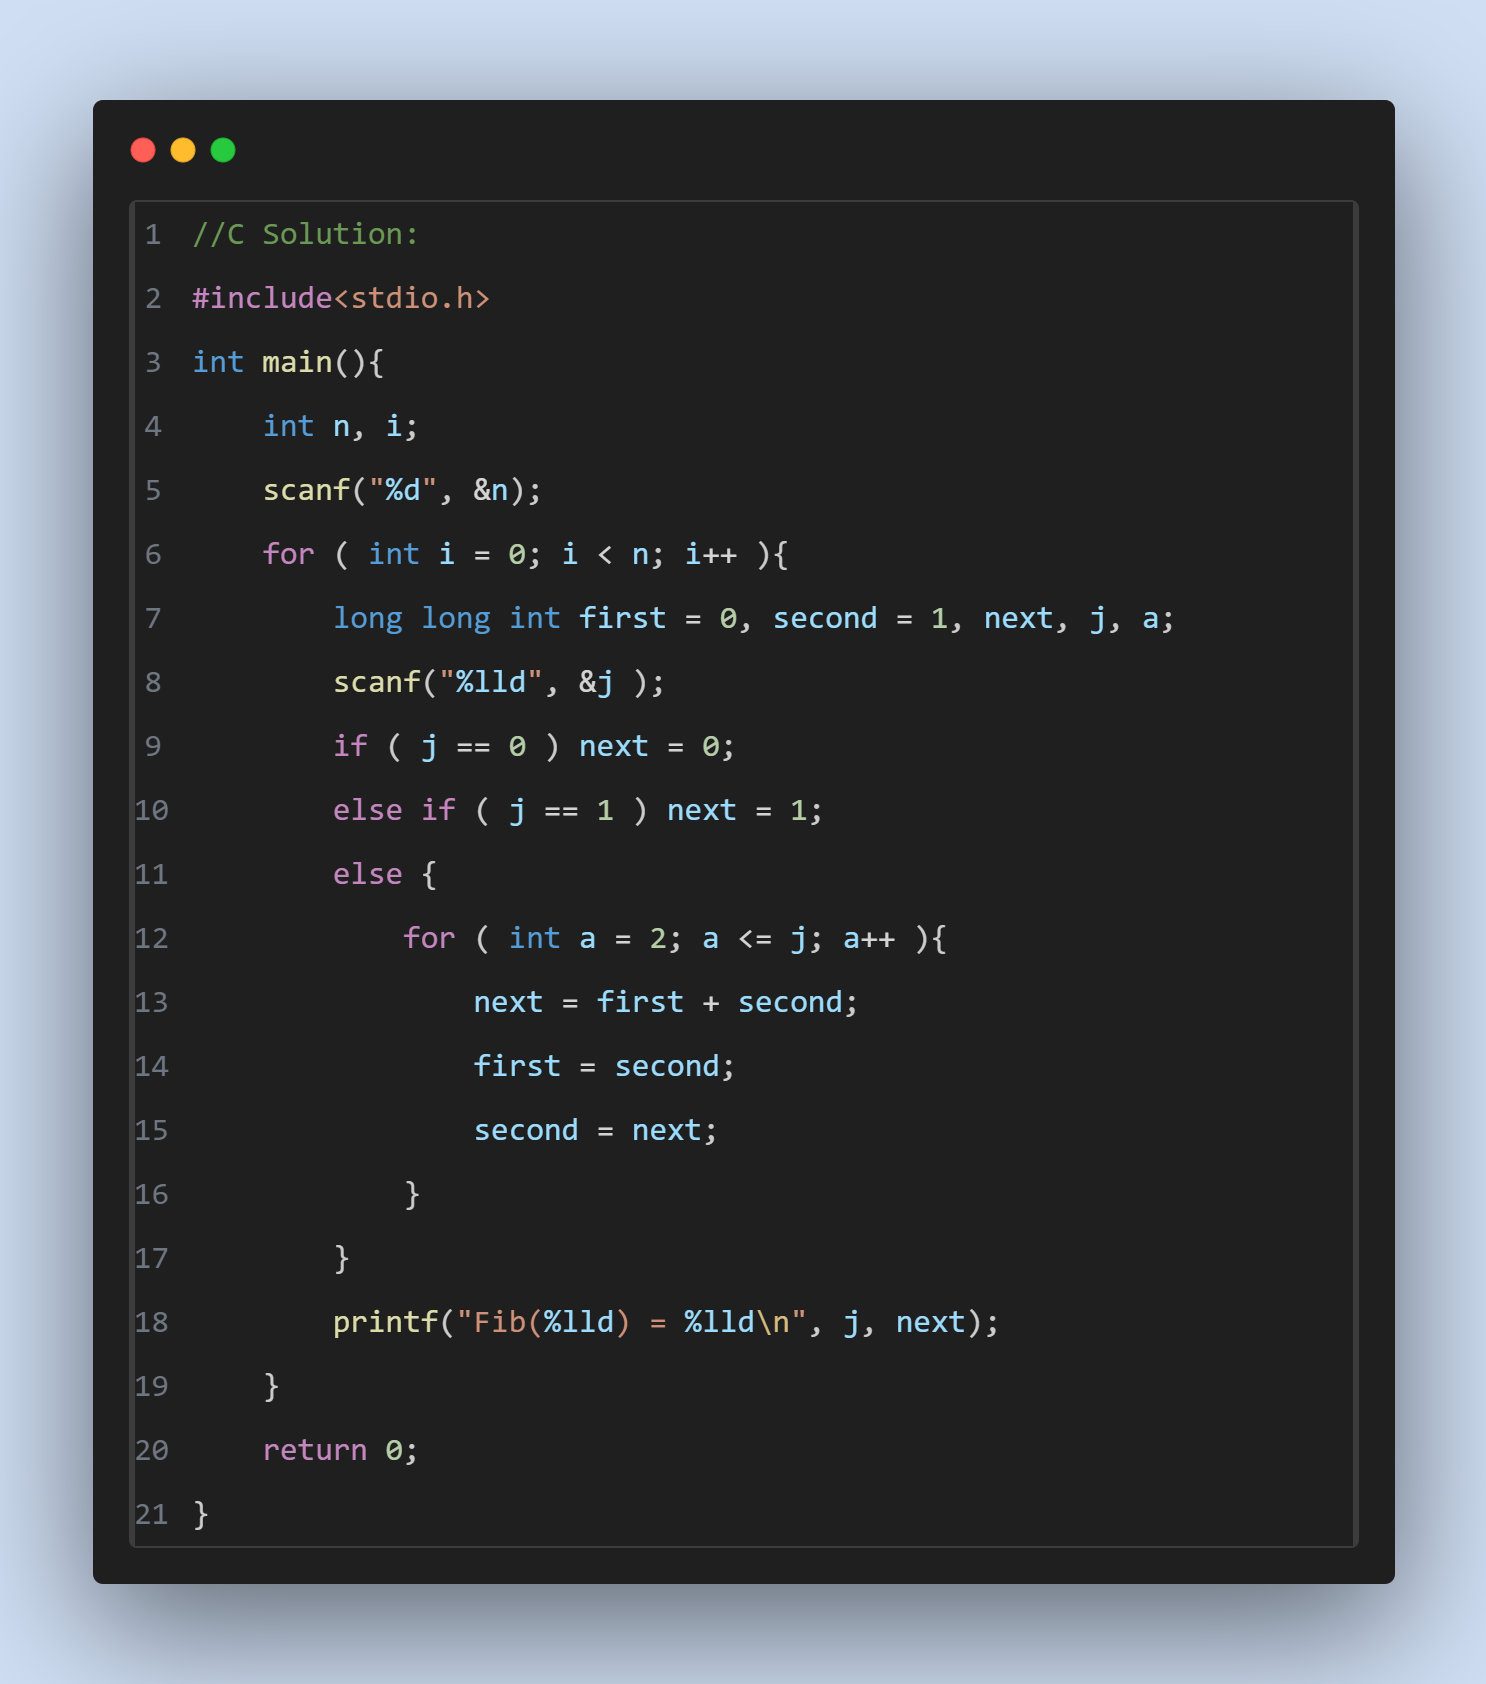 1 //C Solution:
2 #include<stdio.h>
3 int main(){
4     int n, i;
5     scanf("%d", &n);
6     for ( int i = 0; i < n; i++ ){
7         long long int first = 0, second = 1, next, j, a;
8         scanf("%lld", &j );
9         if ( j == 0 ) next = 0;
10         else if ( j == 1 ) next = 1;
11         else {
12             for ( int a = 2; a <= j; a++ ){
13                 next = first + second;
14                 first = second;
15                 second = next;
16             }
17         }
18         printf("Fib(%lld) = %lld\n", j, next);
19     }
20     return 0;
21 }